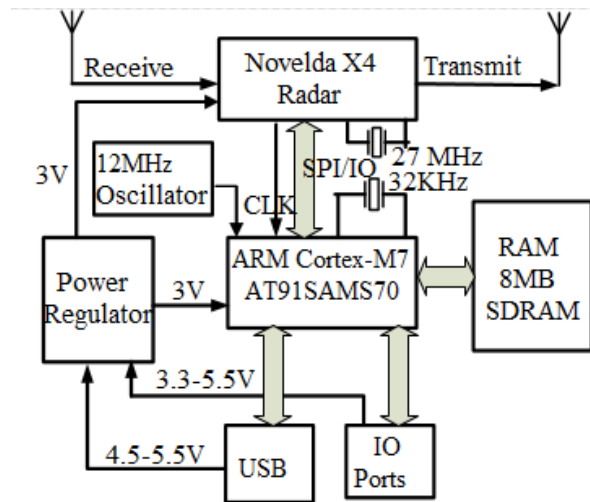 Receive
Novelda X4
Radar
Transmit
27 MHz
32KHz
SPI/IO
3V
12MHz
Oscillator
CLK
ARM Cortex-M7
AT91SAMS70
RAM
8MB
SDRAM
Power
Regulator
3V
3.3-5.5V
4.5-5.5V
USB
IO
Ports